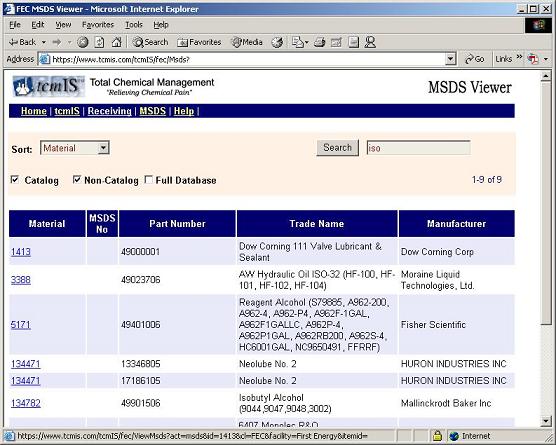 FEC MSDS Viewer - Microsoft Internet Explorer
File Edit View Favorites Tools Help
Back Search Favorites Media
Address https://www.tcmis.com/tcmIS/fec/Msds? Go Links
tcmIS Total Chemical Management
"Relieving Chemical Pain"
MSDS Viewer
Home | tcmIS | Receiving | MSDS | Help |
Sort: Material Search iso
Catalog Non-Catalog Full Database 1-9 of 9
Material MSDS No Part Number Trade Name Manufacturer
1413 49000001 Dow Corning 111 Valve Lubricant & Dow Corning Corp
Sealant
3388 49023706 AW Hydraulic Oil ISO-32 (HF-100, HF- Moraine Liquid
101, HF-102, HF-104) Technologies, Ltd.
Reagent Alcohol (S79885, A962-200,
A962-4, A962-P4, A962F-1GAL,
A962F1GALLC, A962P-4,
5171 49401006 A962P1GAL, A962RB200, A962S-4, Fisher Scientific
HC6001GAL, NC9650491, FFRRF)
134471 13346805 Neolube No. 2 HURON INDUSTRIES INC
134471 17186105 Neolube No. 2 HURON INDUSTRIES INC
134782 49901506 Isobutyl Alcohol Mallinckrodt Baker Inc
(9044,9047,9048,3002)
https://www.tcmis.com/tcmIS/fec/ViewMsds?act=msds&id=1413&cl=FEC&facility=First Energy&itemid= Internet